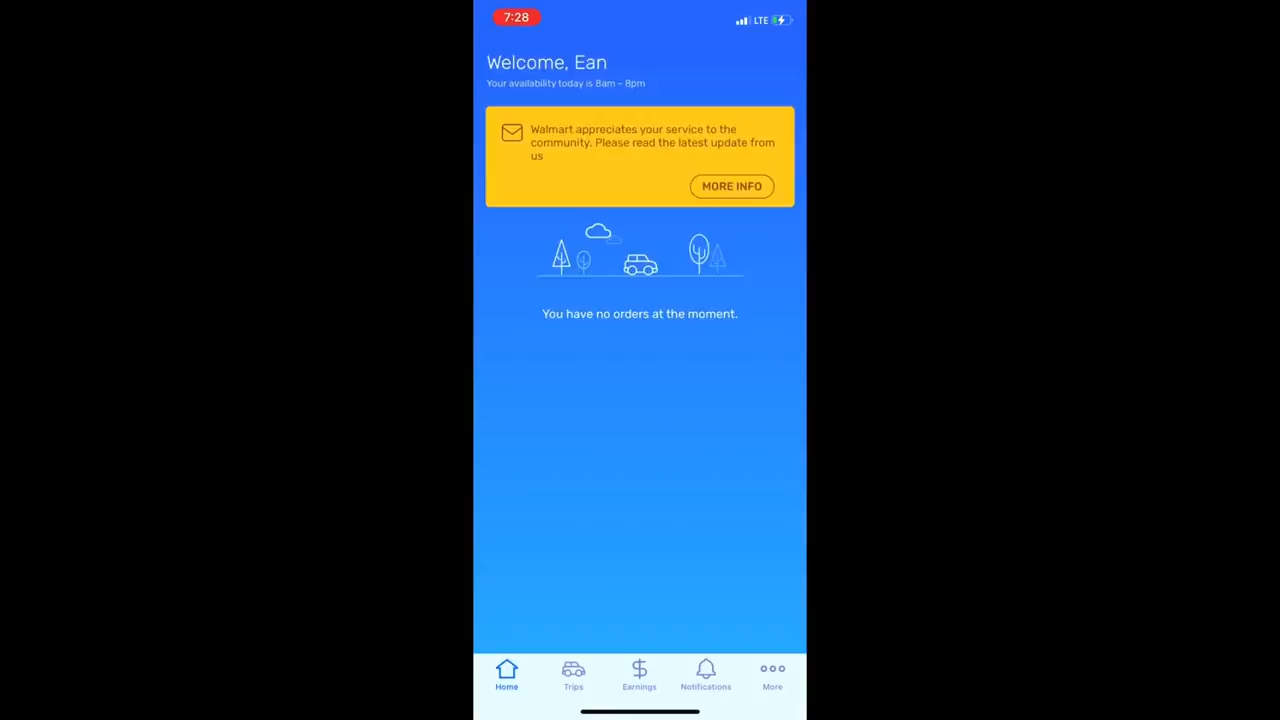 7:28
LTE
Welcome, Ean
Your availability today is 8am - 8pm
Walmart appreciates your service to the
community. Please read the latest update from
us
MORE INFO
You have no orders at the moment.
Home
Trips
Earnings
Notifications
More